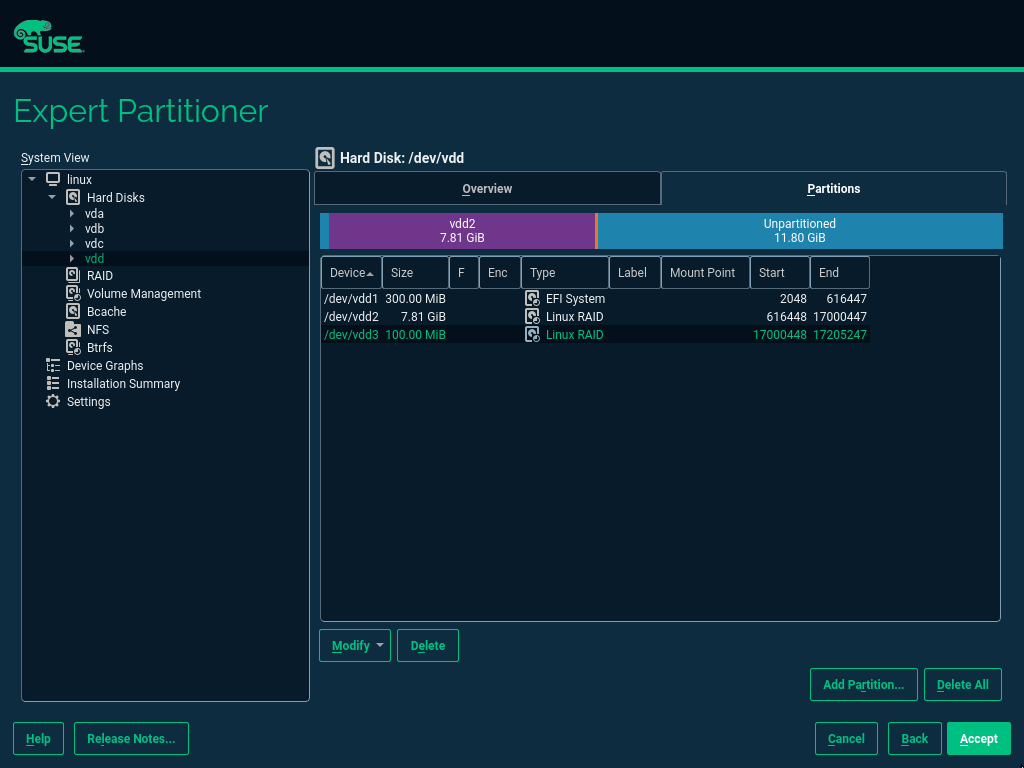 SUSE
Expert Partitioner
System View
linux
Hard Disks
vda
vdb
vdc
vdd
RAID
Volume Management
Bcache
NFS
Btrfs
Device Graphs
Installation Summary
Settings
Hard Disk: /dev/vdd
Overview Partitions
vdd2 Unpartitioned
7.81 GiB 11.80 GiB
Device Size F Enc Type Label Mount Point Start End
/dev/vdd1 300.00 MiB EFI System 2048 616447
/dev/vdd2 7.81 GiB Linux RAID 616448 17000447
/dev/vdd3 100.00 MiB Linux RAID 17000448 17205247
Modify Delete
Add Partition... Delete All
Help Release Notes... Cancel Back Accept